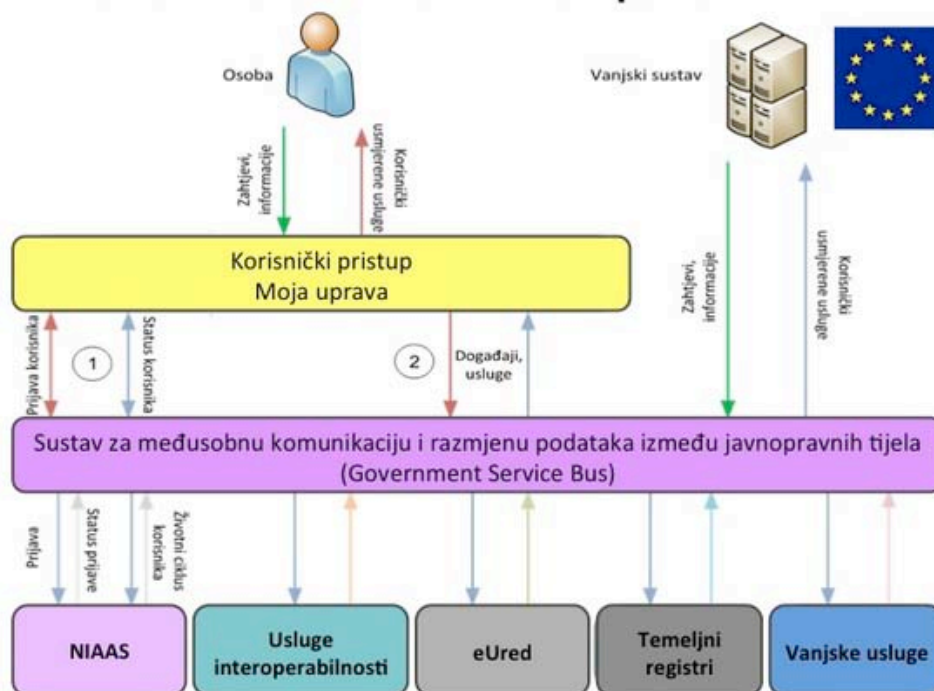 Osoba
Vanjski sustav
Zahtjevi,
informacije
Korisnički
usmjerene usluge
Korisnički pristup
Moja uprava
Zahtjevi,
informacije
Korisnički
usmjerene usluge
Prijava korisnika
1
Status korisnika
2
Događaji,
usluge
Sustav za međusobnu komunikaciju i razmjenu podataka između javnopravnih tijela
(Government Service Bus)
Prijava
Status prijave
Životni ciklus
korisnika
NIAAS
Usluge
interoperabilnosti
eUred
Temeljni
registri
Vanjske usluge